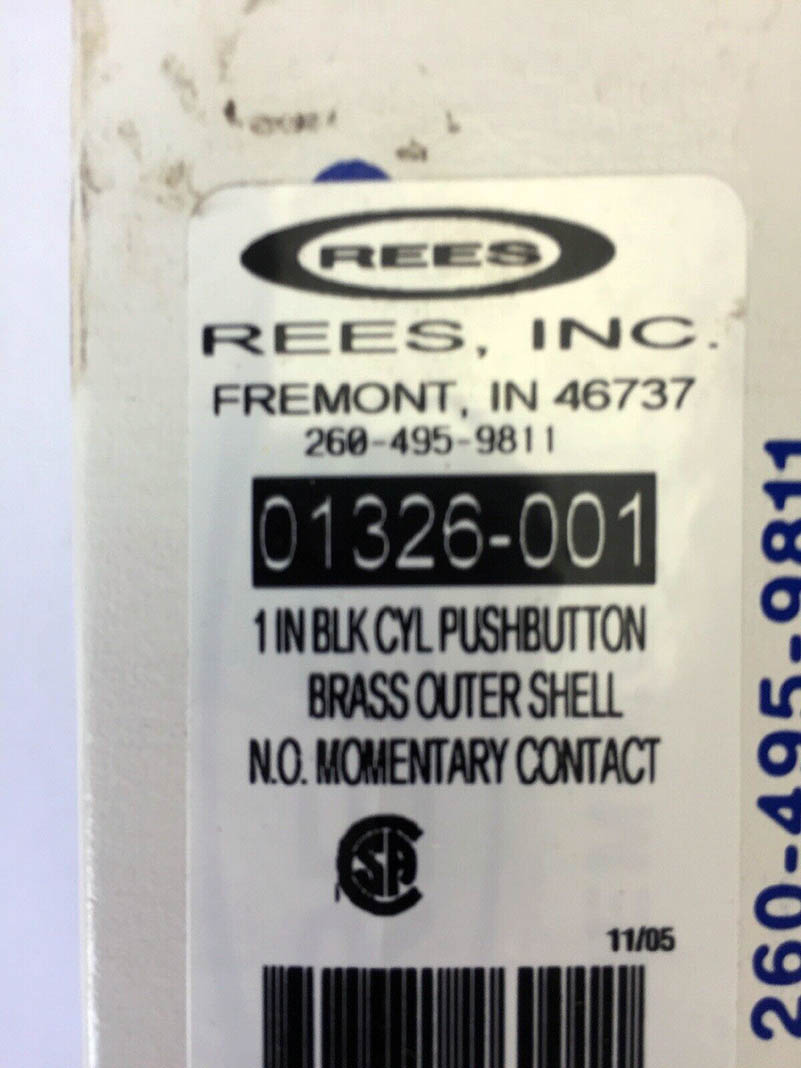 REES
REES, INC.
FREMONT, IN 46737
260-495-9811
01326-001
1 IN BLK CYL PUSHBUTTON
BRASS OUTER SHELL
N.O. MOMENTARY CONTACT
CSA
11/05
260-495-9811